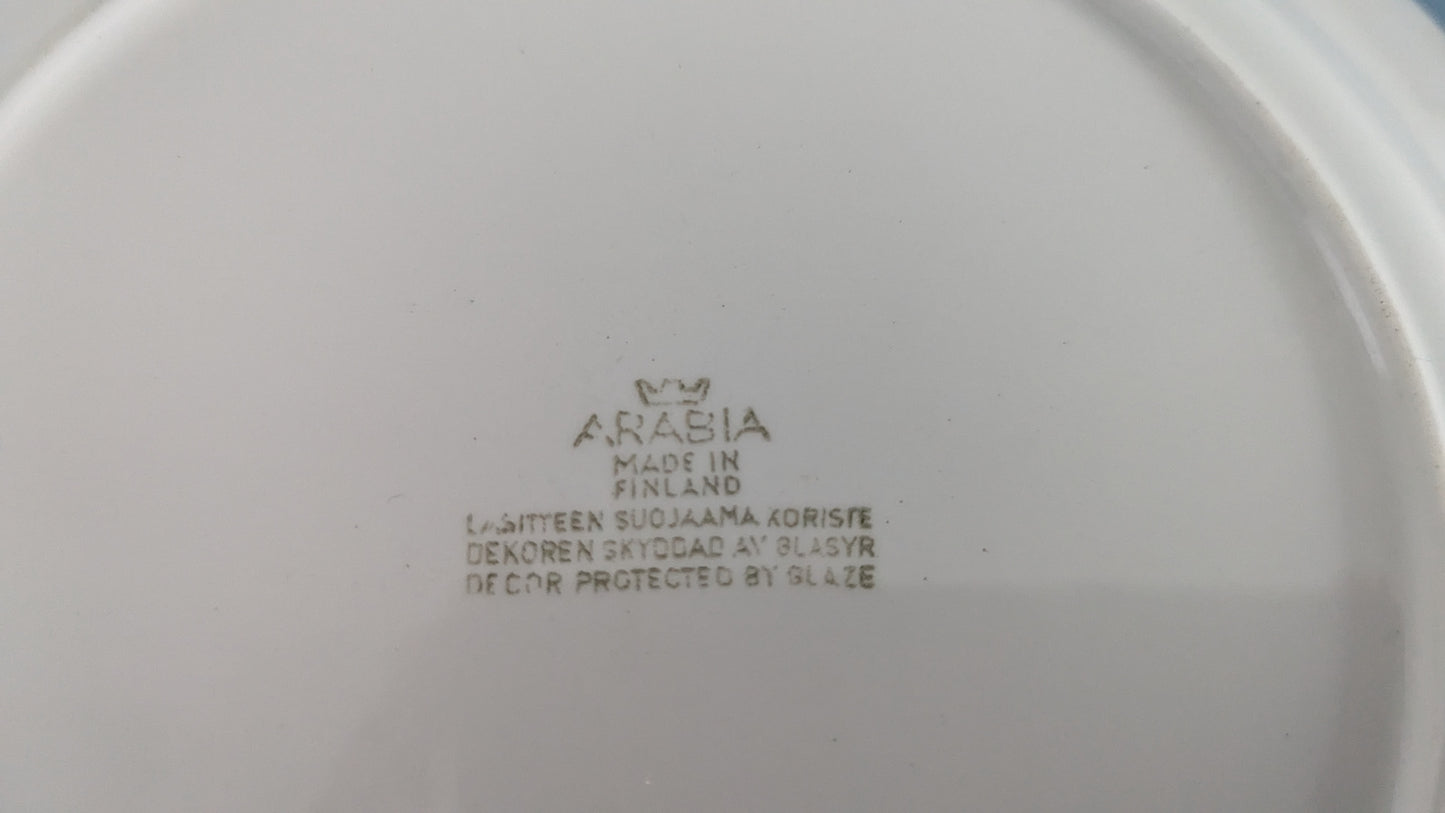 ARABIA
MADE IN
FINLAND
LASITTEEN SUOJAAMA KORISTE
DEKOREN SKYDDAD AV GLASYR
DECOR PROTECTED BY GLAZE